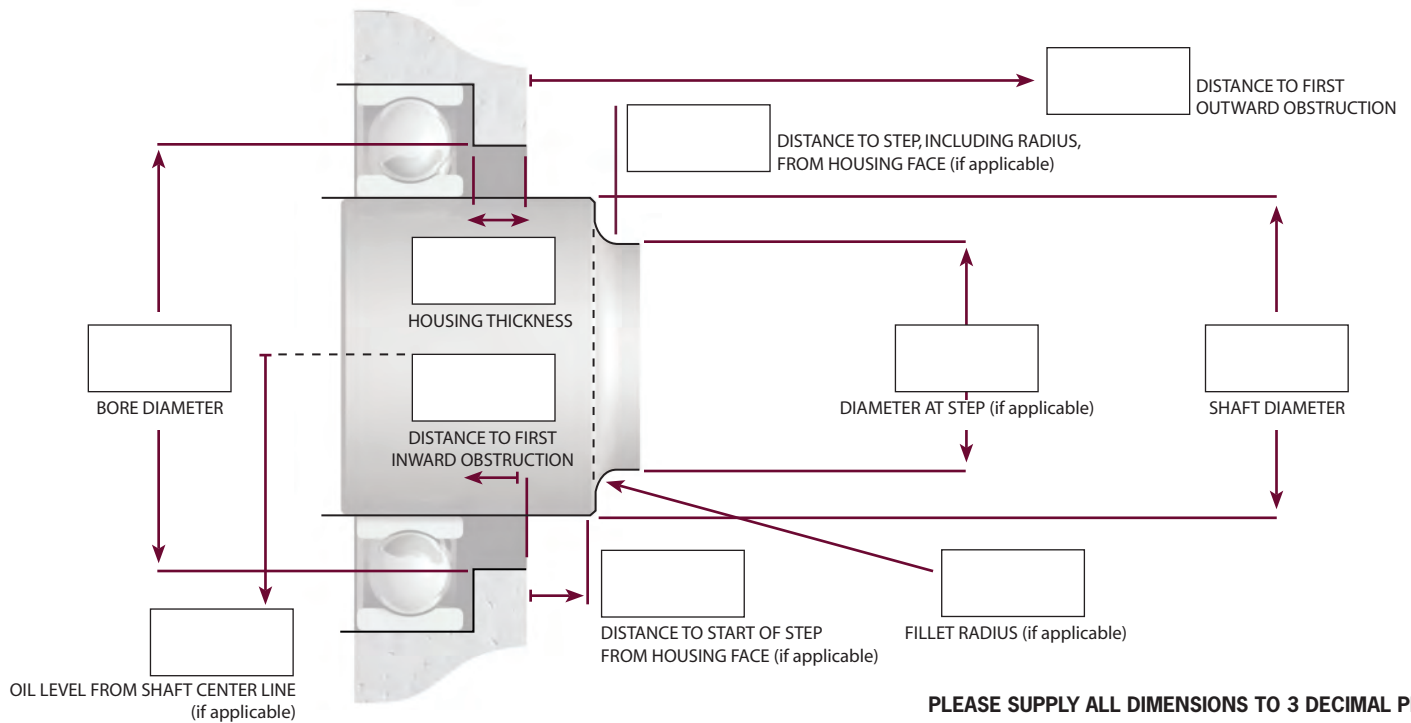 DISTANCE TO FIRST
OUTWARD OBSTRUCTION
DISTANCE TO STEP, INCLUDING RADIUS,
FROM HOUSING FACE (if applicable)
HOUSING THICKNESS
BORE DIAMETER
DIAMETER AT STEP (if applicable)
SHAFT DIAMETER
DISTANCE TO FIRST
INWARD OBSTRUCTION
DISTANCE TO START OF STEP
FROM HOUSING FACE (if applicable)
FILLET RADIUS (if applicable)
OIL LEVEL FROM SHAFT CENTER LINE
(if applicable)
PLEASE SUPPLY ALL DIMENSIONS TO 3 DECIMAL